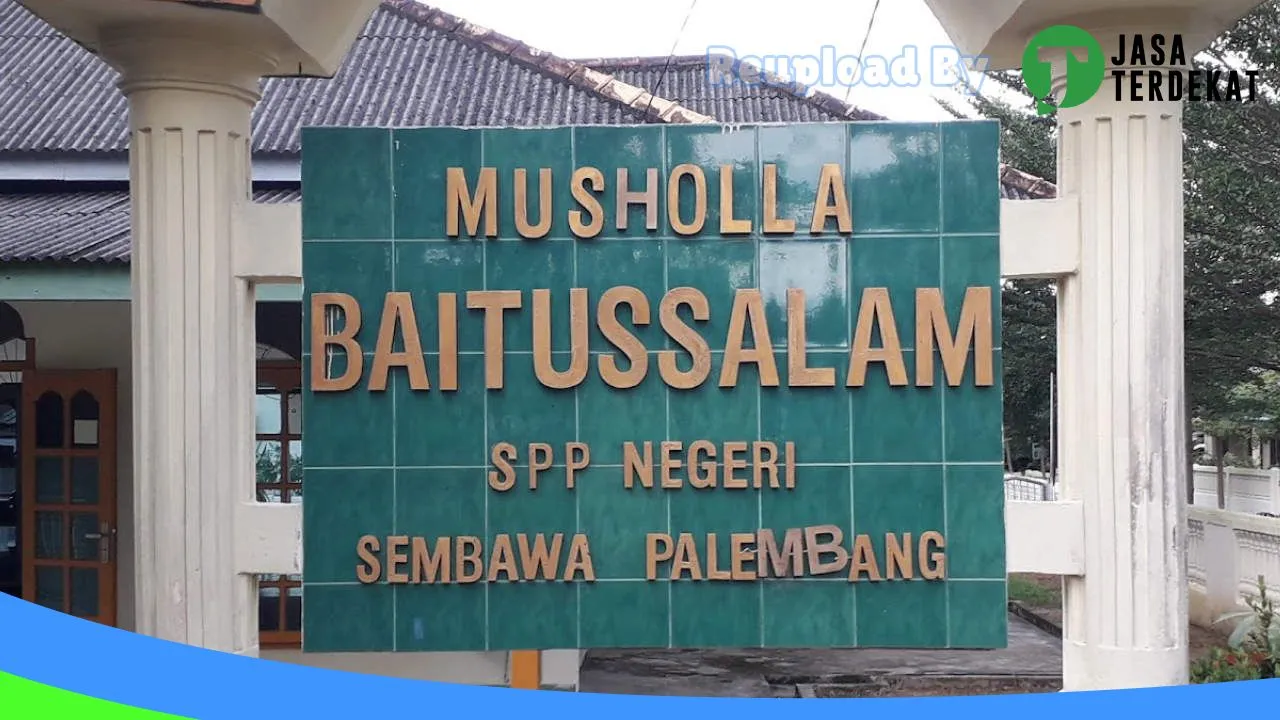 Reupload By
JASA
TERDEKAT
MUSHOLLA
BAITUSSALAM
SPP NEGERI
SEMBAWA PALEMBANG